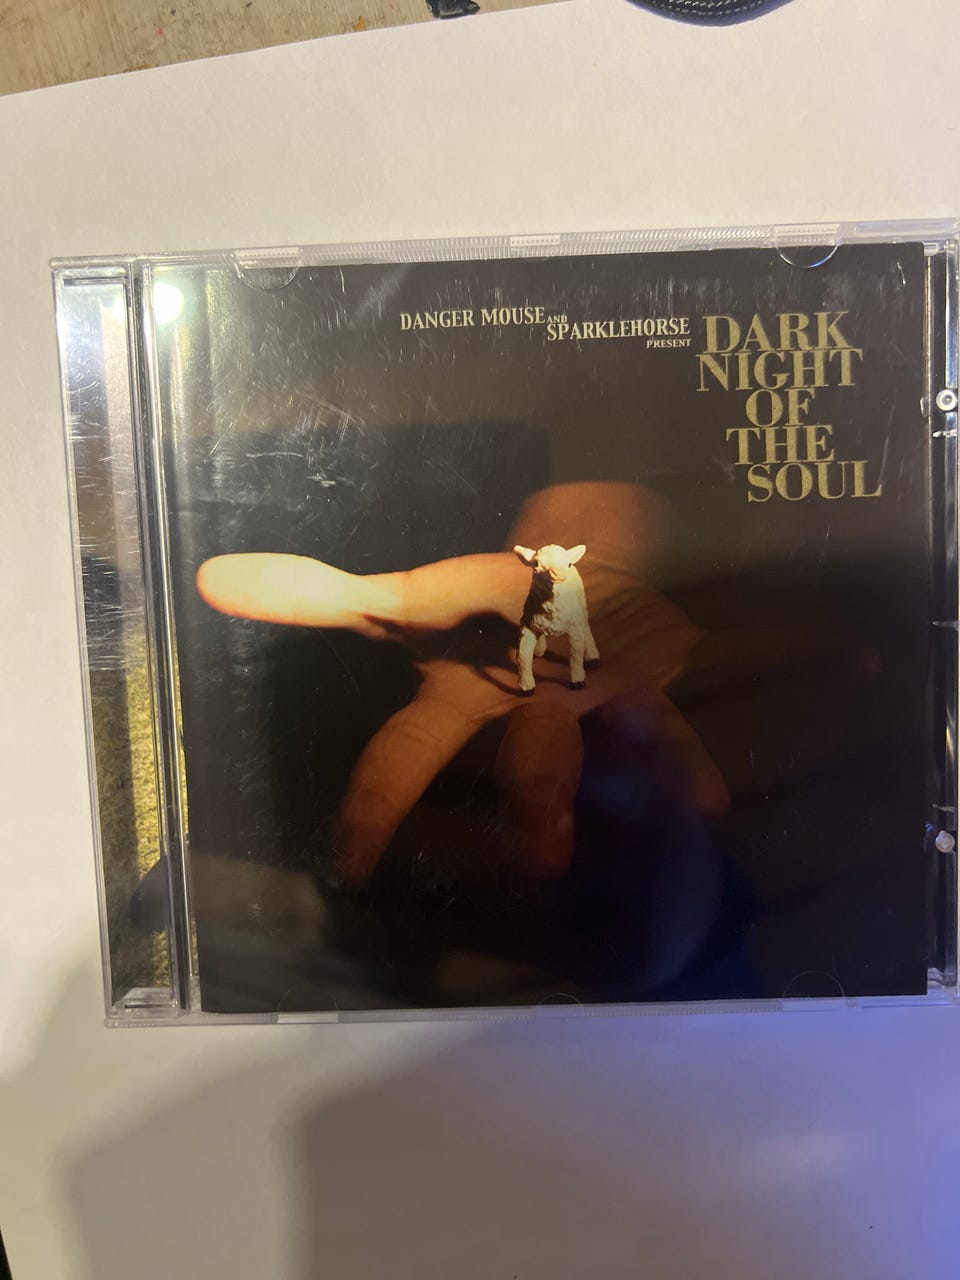 DANGER MOUSE AND
SPARKLEHORSE
PRESENT
DARK
NIGHT
OF
THE
SOUL